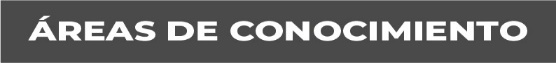 ÁREAS DE CONOCIMIENTO